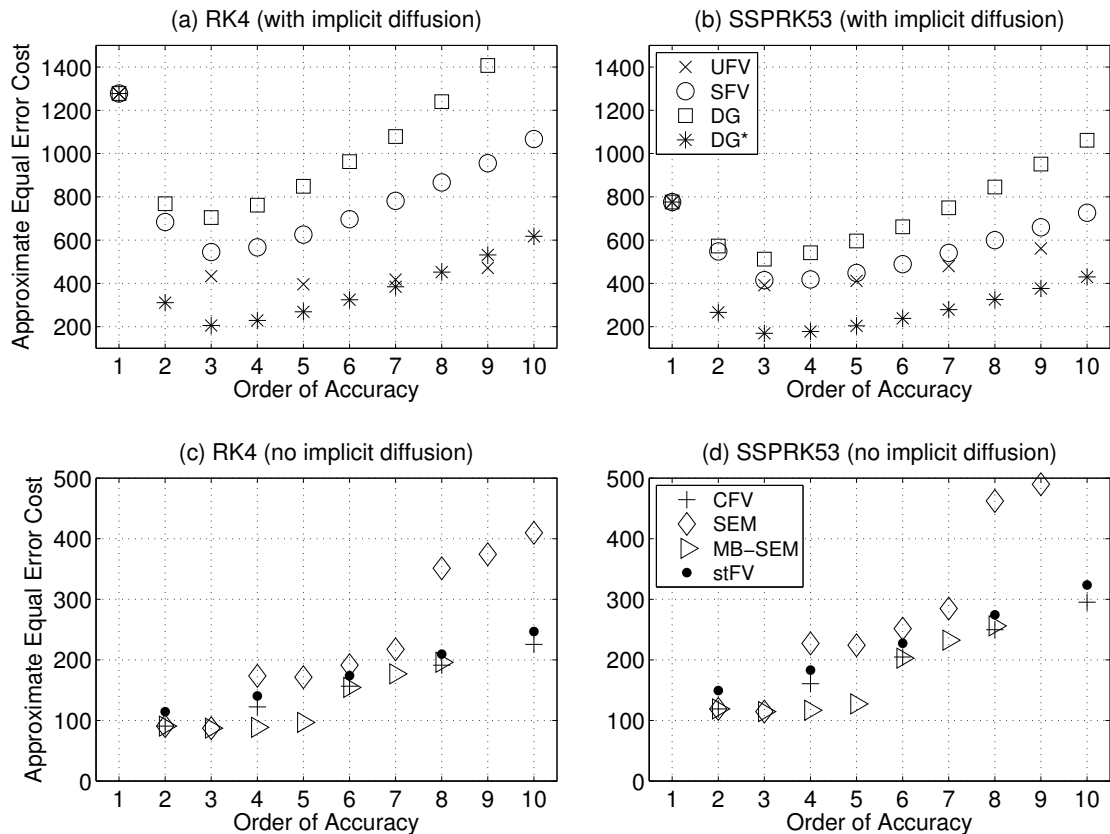 (a) RK4 (with implicit diffusion)
Approximate Equal Error Cost
1400
1200
1000
800
600
400
200
1 2 3 4 5 6 7 8 9 10
Order of Accuracy
(b) SSPRK53 (with implicit diffusion)
UFV
SFV
DG
DG*
1400
1200
1000
800
600
400
200
1 2 3 4 5 6 7 8 9 10
Order of Accuracy
(c) RK4 (no implicit diffusion)
Approximate Equal Error Cost
500
400
300
200
100
0
1 2 3 4 5 6 7 8 9 10
Order of Accuracy
(d) SSPRK53 (no implicit diffusion)
CFV
SEM
MB−SEM
stFV
500
400
300
200
100
0
1 2 3 4 5 6 7 8 9 10
Order of Accuracy